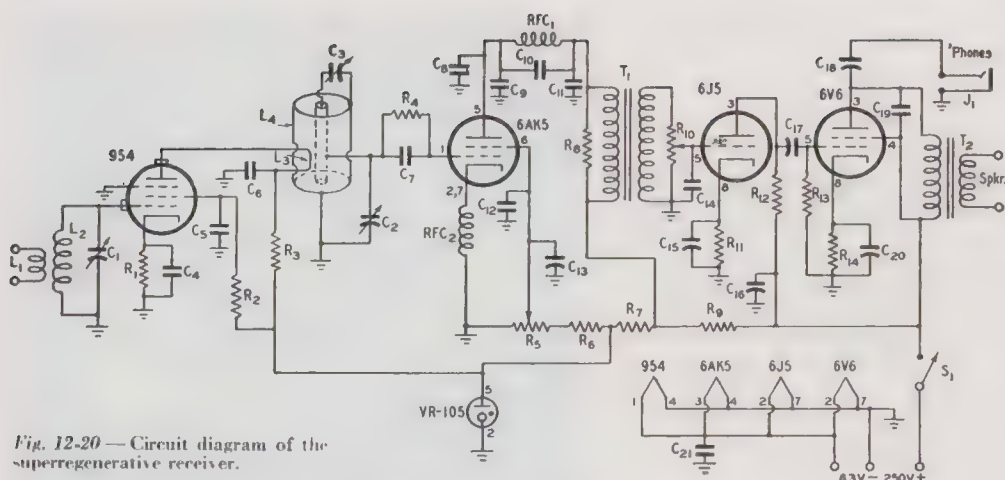 RFC₁
C₃
C₈
C₁₀
C₉
C₁₁
T₁
C₁₈
'Phones
J₁
954
L₄
L₃
R₄
C₇
1
5
6AK5
6
2,7
R₈
R₁₀
6J5
3
5
8
C₁₇
6V6
3
5
4
8
C₁₉
T₂
Spkr.
L₁
L₂
C₁
R₁
C₄
C₅
C₆
R₂
R₃
C₂
RFC₂
C₁₂
C₁₃
C₁₄
C₁₅
R₁₁
R₁₂
C₁₆
R₁₃
R₁₄
C₂₀
R₅
R₆
R₇
R₉
VR-105
5
2
954
6AK5
6J5
6V6
1
4
3
4
2
7
2
7
C₂₁
S₁
6.3V – 250V+
Fig. 12-20 — Circuit diagram of the
superregenerative receiver.